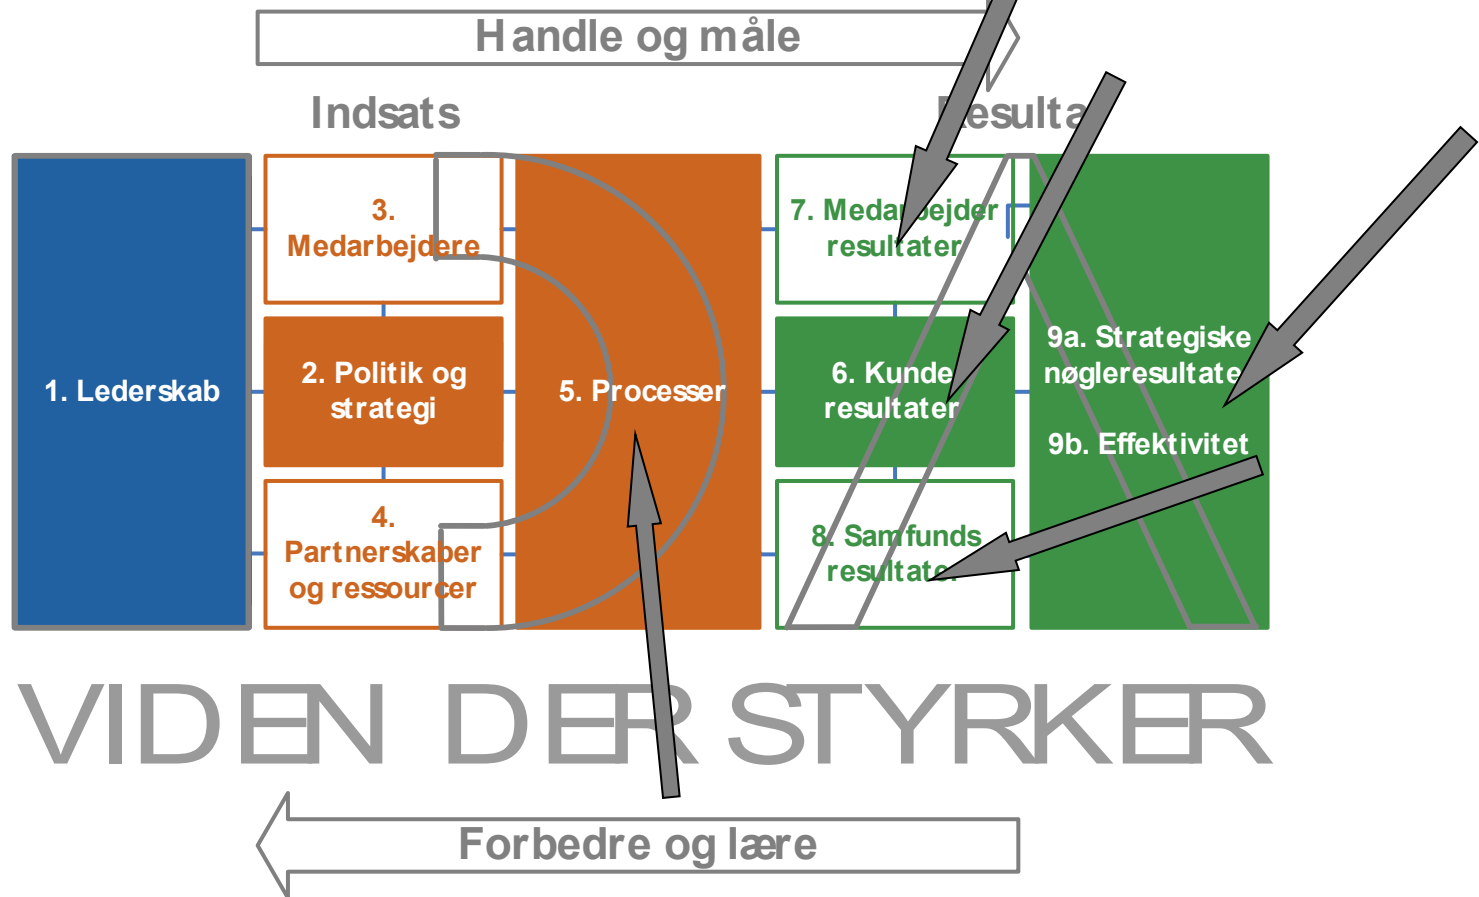 Handle og måle
Indsats
Resulta
1. Lederskab
3.
Medarbejdere
2. Politik og
strategi
4.
Partnerskaber
og ressourcer
5. Processer
7. Medarbejder
resultater
6. Kunde
resultater
8. Samfunds
resultater
9a. Strategiske
nøgleresultate
9b. Effektivitet
VIDEN DER STYRKER
Forbedre og lære